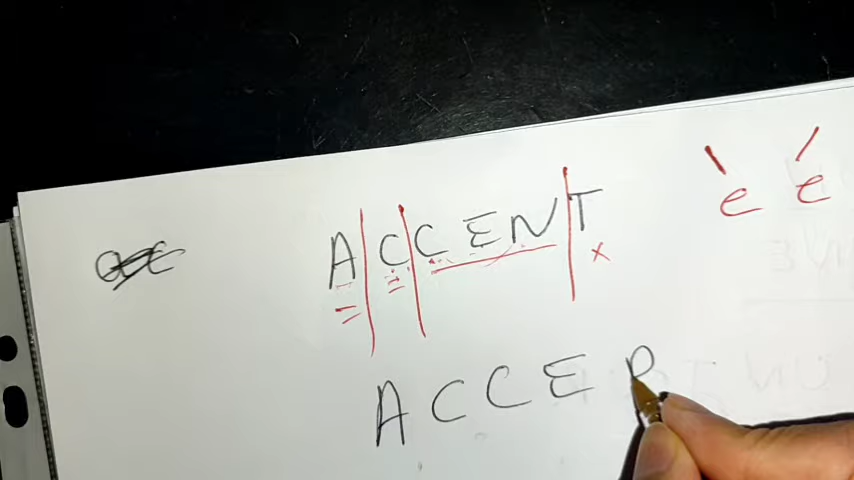 è é
ACCENT
x
ACCEP